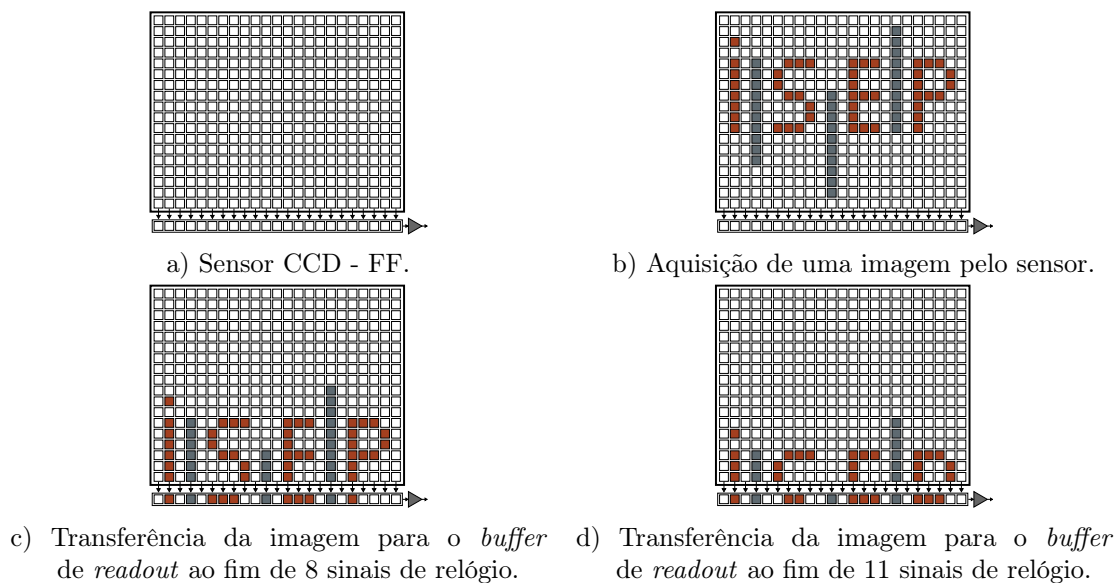 isep
a) Sensor CCD - FF.
b) Aquisição de uma imagem pelo sensor.
c) Transferência da imagem para o buffer
de readout ao fim de 8 sinais de relógio.
d) Transferência da imagem para o buffer
de readout ao fim de 11 sinais de relógio.